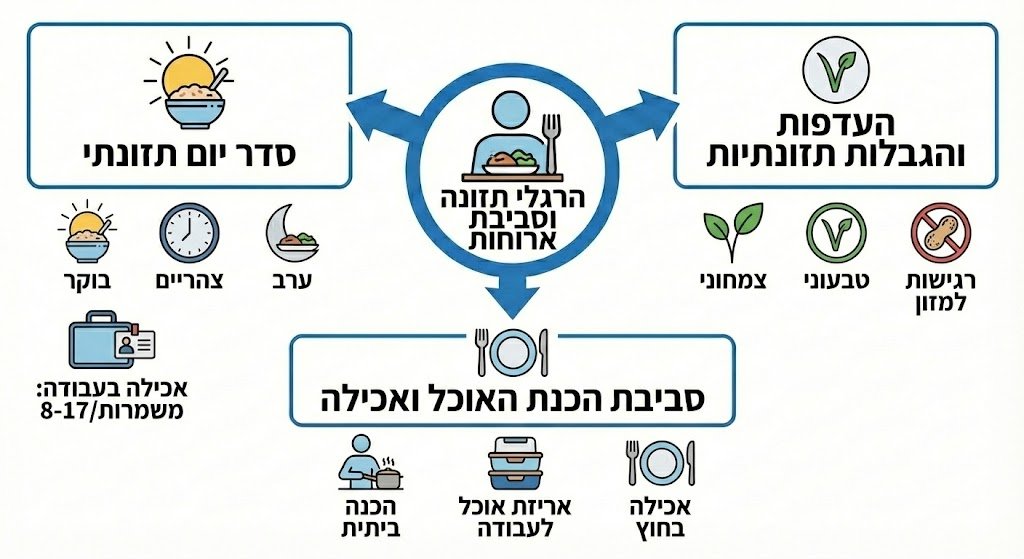 הרגלי תזונה
וסביבת
ארוחות
העדפות
והגבלות תזונתיות
צמחוני
טבעוני
רגישות
למזון
סדר יום תזונתי
בוקר
צהריים
ערב
אכילה בעבודה:
משמרות/8-17
סביבת הכנת האוכל ואכילה
הכנה
ביתית
אריזת אוכל
לעבודה
אכילה
בחוץ